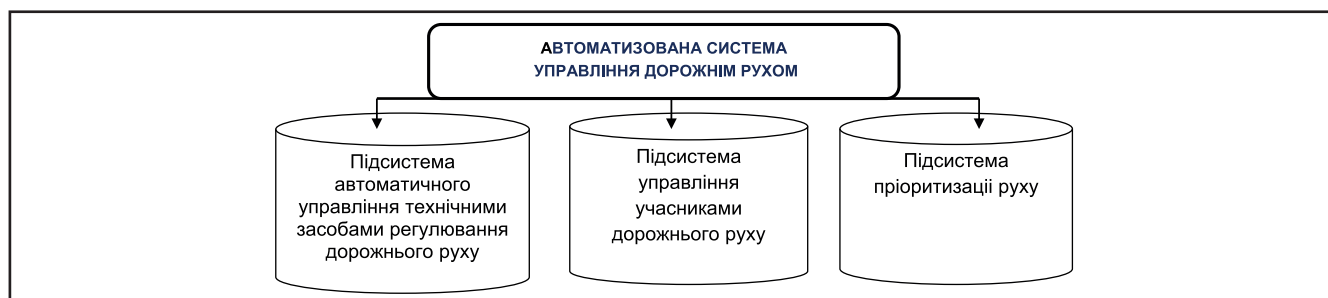 АВТОМАТИЗОВАНА СИСТЕМА
УПРАВЛІННЯ ДОРОЖНІМ РУХОМ
Підсистема
автоматичного
управління технічними
засобами регулювання
дорожнього руху
Підсистема
управління
учасниками
дорожнього руху
Підсистема
пріоритизації руху